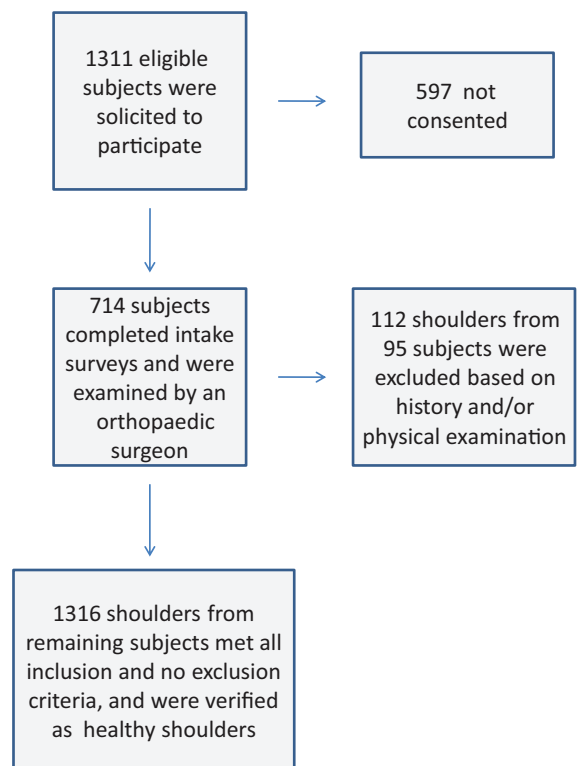 1311 eligible
subjects were
solicited to
participate
597 not
consented
714 subjects
completed intake
surveys and were
examined by an
orthopaedic
surgeon
112 shoulders from
95 subjects were
excluded based on
history and/or
physical examination
1316 shoulders from
remaining subjects met all
inclusion and no exclusion
criteria, and were verified
as healthy shoulders